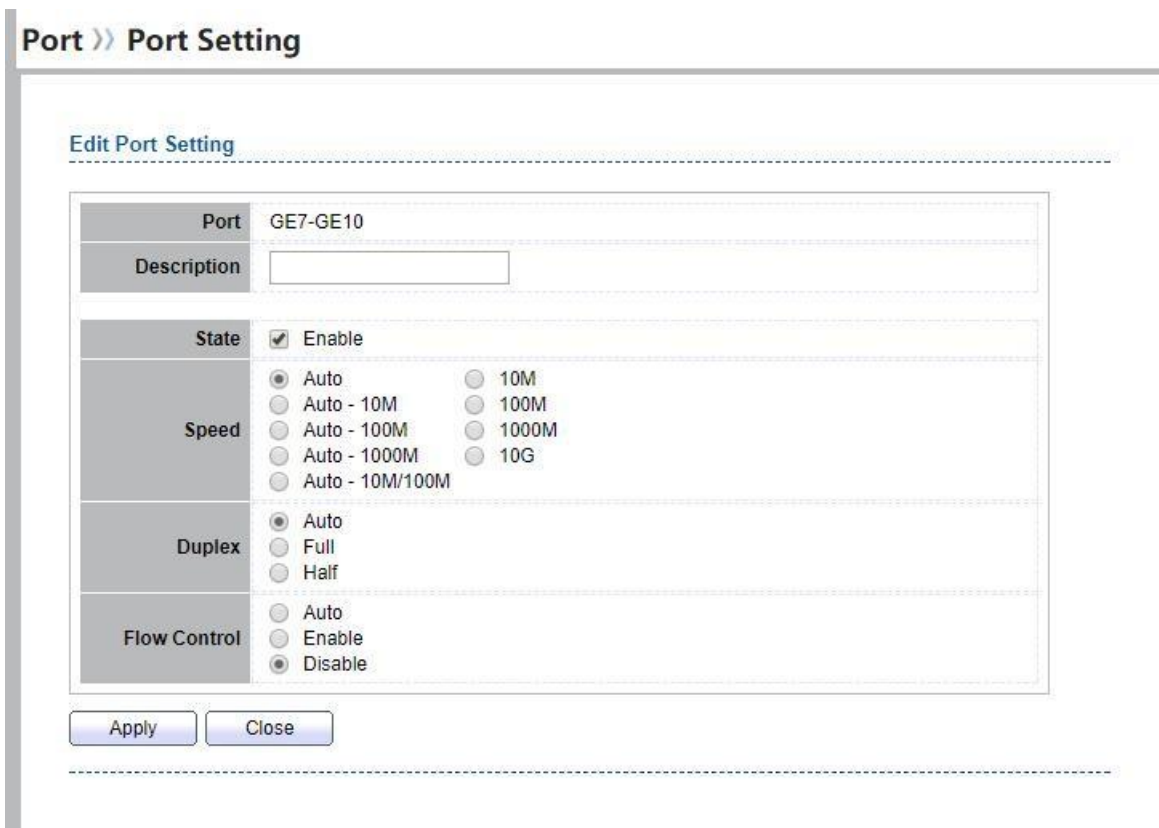 Port » Port Setting
Edit Port Setting
Port GE7-GE10
Description
State Enable
Speed
Auto 10M
Auto - 10M 100M
Auto - 100M 1000M
Auto - 1000M 10G
Auto - 10M/100M
Duplex
Auto
Full
Half
Flow Control
Auto
Enable
Disable
Apply Close